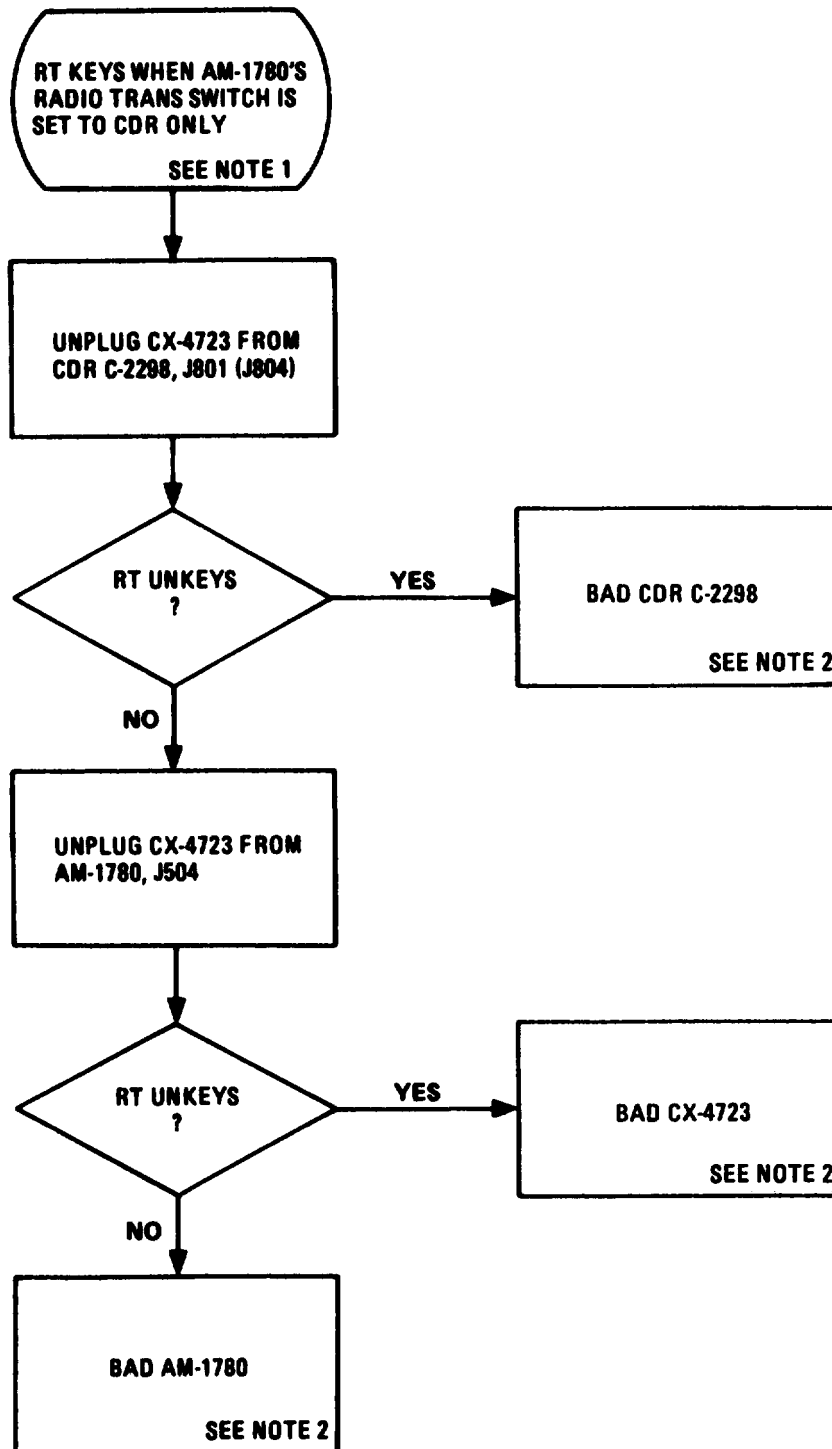 RT KEYS WHEN AM-1780'S
RADIO TRANS SWITCH IS
SET TO CDR ONLY
SEE NOTE 1
UNPLUG CX-4723 FROM
CDR C-2298, J801 (J804)
RT UNKEYS
?
YES
BAD CDR C-2298
SEE NOTE 2
NO
UNPLUG CX-4723 FROM
AM-1780, J504
RT UNKEYS
?
YES
BAD CX-4723
SEE NOTE 2
NO
BAD AM-1780
SEE NOTE 2